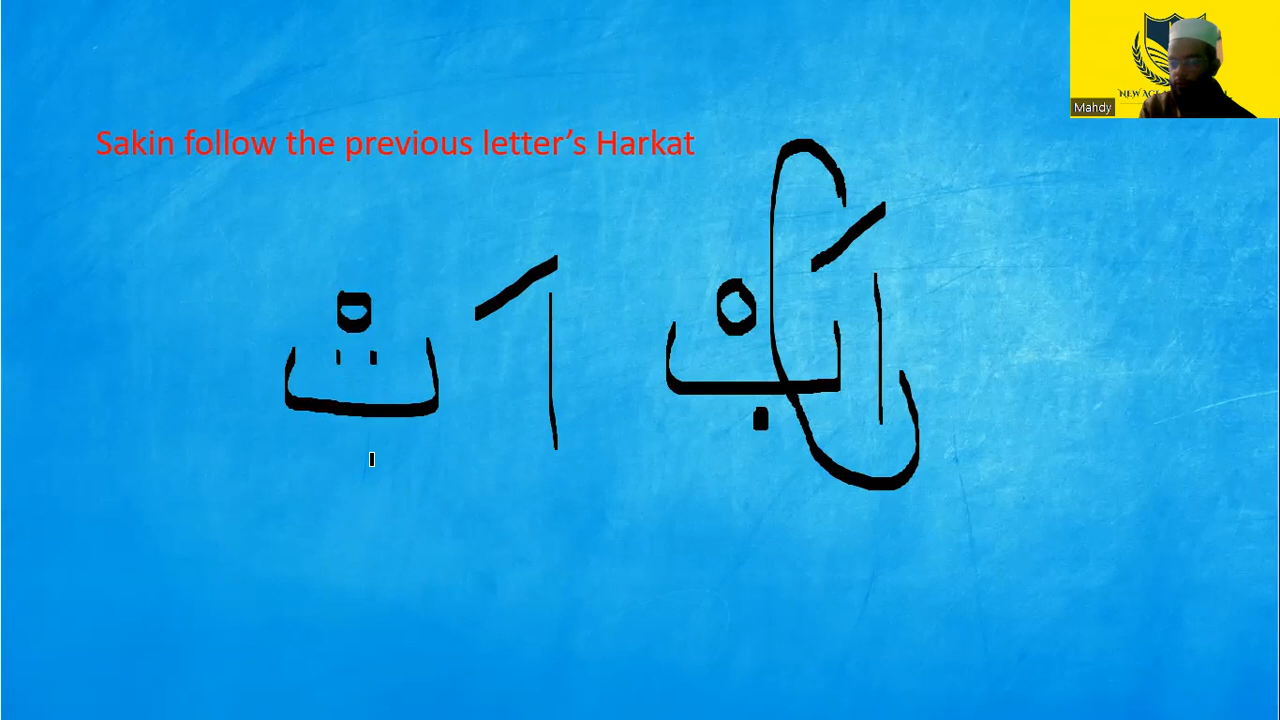 Sakin follow the previous letter's Harkat
اَبْ اَتْ
Mahdy